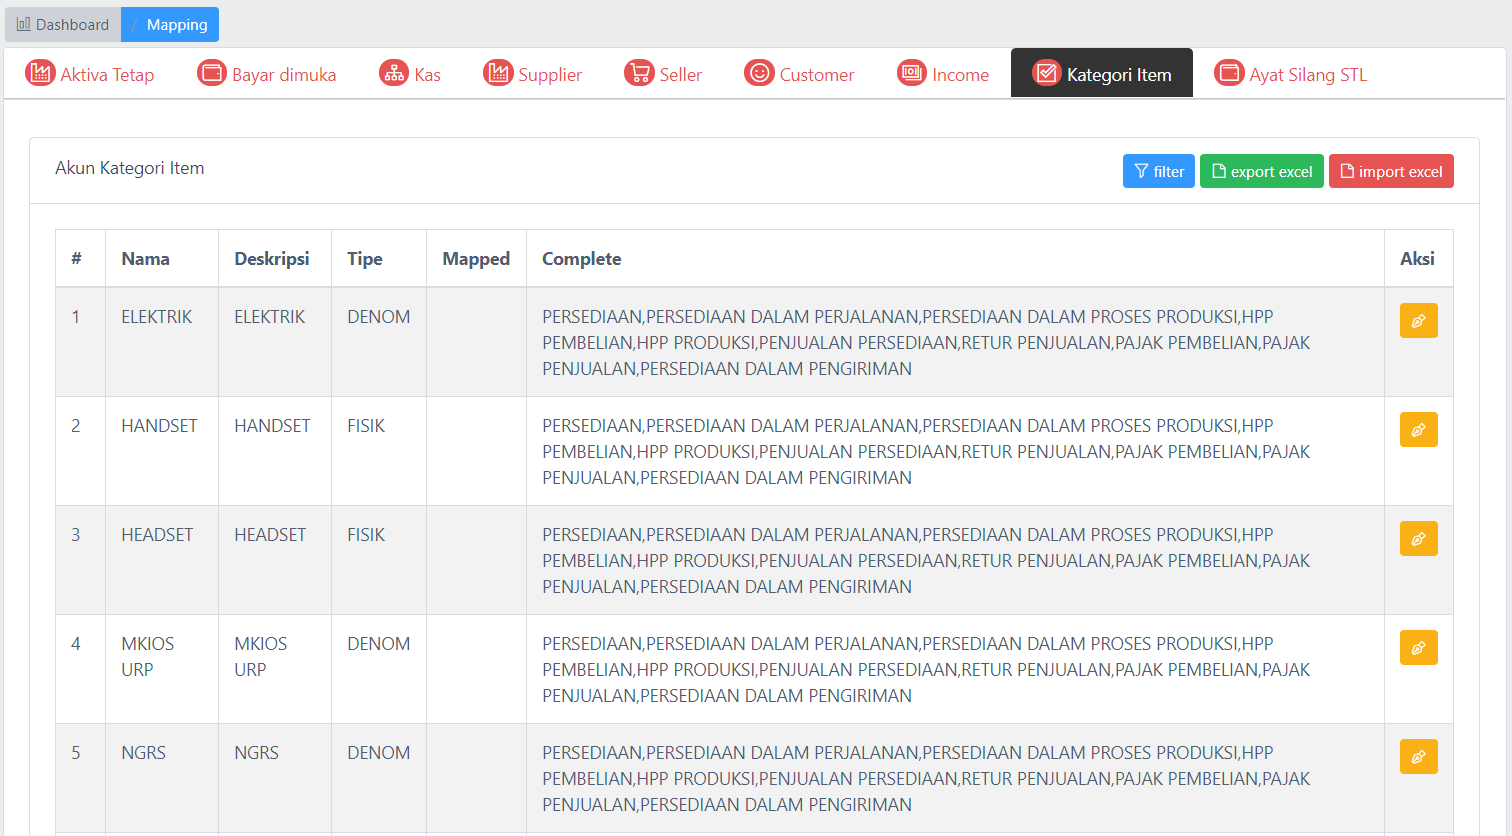 Dashboard / Mapping
Aktiva Tetap Bayar dimuka Kas Supplier Seller Customer Income Kategori Item Ayat Silang STL
Akun Kategori Item
filter export excel import excel
# Nama Deskripsi Tipe Mapped Complete Aksi
1 ELEKTRIK ELEKTRIK DENOM PERSEDIAAN,PERSEDIAAN DALAM PERJALANAN,PERSEDIAAN DALAM PROSES PRODUKSI,HPP
PEMBELIAN,HPP PRODUKSI,PENJUALAN PERSEDIAAN,RETUR PENJUALAN,PAJAK PEMBELIAN,PAJAK
PENJUALAN,PERSEDIAAN DALAM PENGIRIMAN
2 HANDSET HANDSET FISIK PERSEDIAAN,PERSEDIAAN DALAM PERJALANAN,PERSEDIAAN DALAM PROSES PRODUKSI,HPP
PEMBELIAN,HPP PRODUKSI,PENJUALAN PERSEDIAAN,RETUR PENJUALAN,PAJAK PEMBELIAN,PAJAK
PENJUALAN,PERSEDIAAN DALAM PENGIRIMAN
3 HEADSET HEADSET FISIK PERSEDIAAN,PERSEDIAAN DALAM PERJALANAN,PERSEDIAAN DALAM PROSES PRODUKSI,HPP
PEMBELIAN,HPP PRODUKSI,PENJUALAN PERSEDIAAN,RETUR PENJUALAN,PAJAK PEMBELIAN,PAJAK
PENJUALAN,PERSEDIAAN DALAM PENGIRIMAN
4 MKIOS MKIOS DENOM PERSEDIAAN,PERSEDIAAN DALAM PERJALANAN,PERSEDIAAN DALAM PROSES PRODUKSI,HPP
URP URP PEMBELIAN,HPP PRODUKSI,PENJUALAN PERSEDIAAN,RETUR PENJUALAN,PAJAK PEMBELIAN,PAJAK
PENJUALAN,PERSEDIAAN DALAM PENGIRIMAN
5 NGRS NGRS DENOM PERSEDIAAN,PERSEDIAAN DALAM PERJALANAN,PERSEDIAAN DALAM PROSES PRODUKSI,HPP
PEMBELIAN,HPP PRODUKSI,PENJUALAN PERSEDIAAN,RETUR PENJUALAN,PAJAK PEMBELIAN,PAJAK
PENJUALAN,PERSEDIAAN DALAM PENGIRIMAN